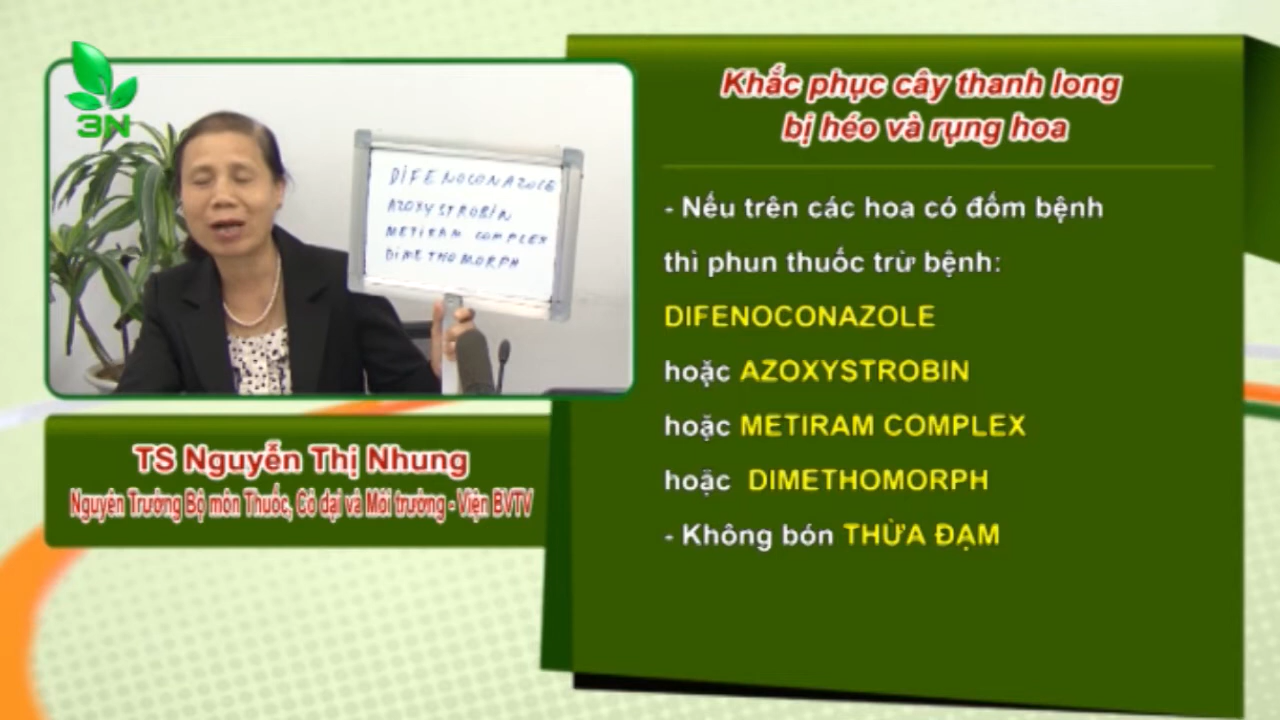 3N
DIFENOCONAZOLE
AZOXYSTROBIN
METIRAM COMPLEX
DIMETHOMORPH
TS Nguyễn Thị Nhung
Nguyên Trưởng Bộ môn Thuốc, Cỏ dại và Môi trường - Viện BVTV
Khắc phục cây thanh long
bị héo và rụng hoa
- Nếu trên các hoa có đốm bệnh
thì phun thuốc trừ bệnh:
DIFENOCONAZOLE
hoặc AZOXYSTROBIN
hoặc METIRAM COMPLEX
hoặc DIMETHOMORPH
- Không bón THỪA ĐẠM